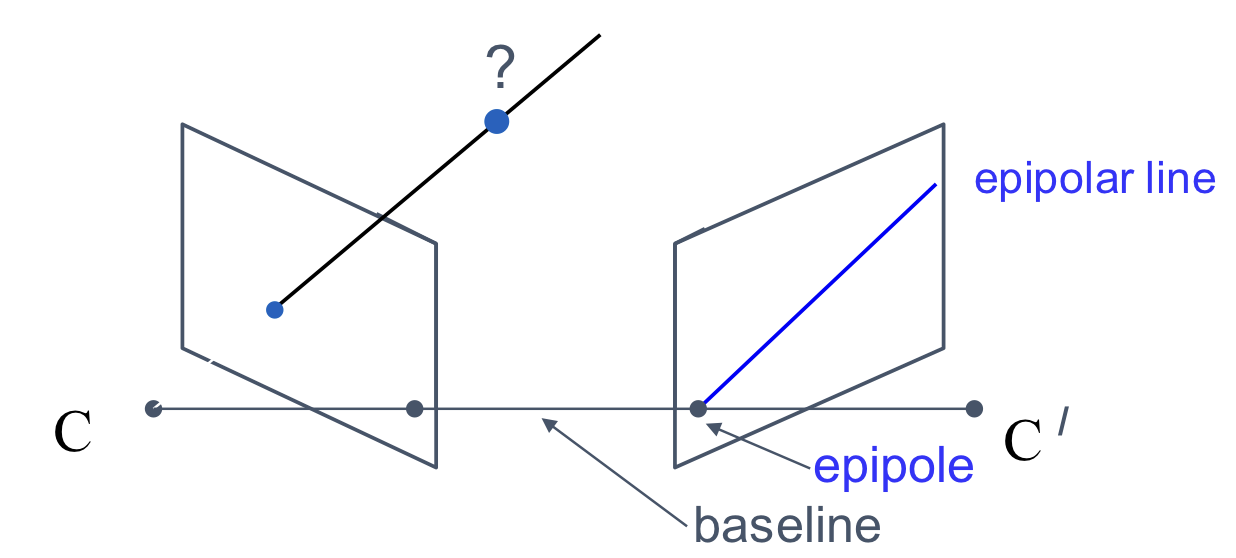 ?
epipolar line
C
C ′
epipole
baseline